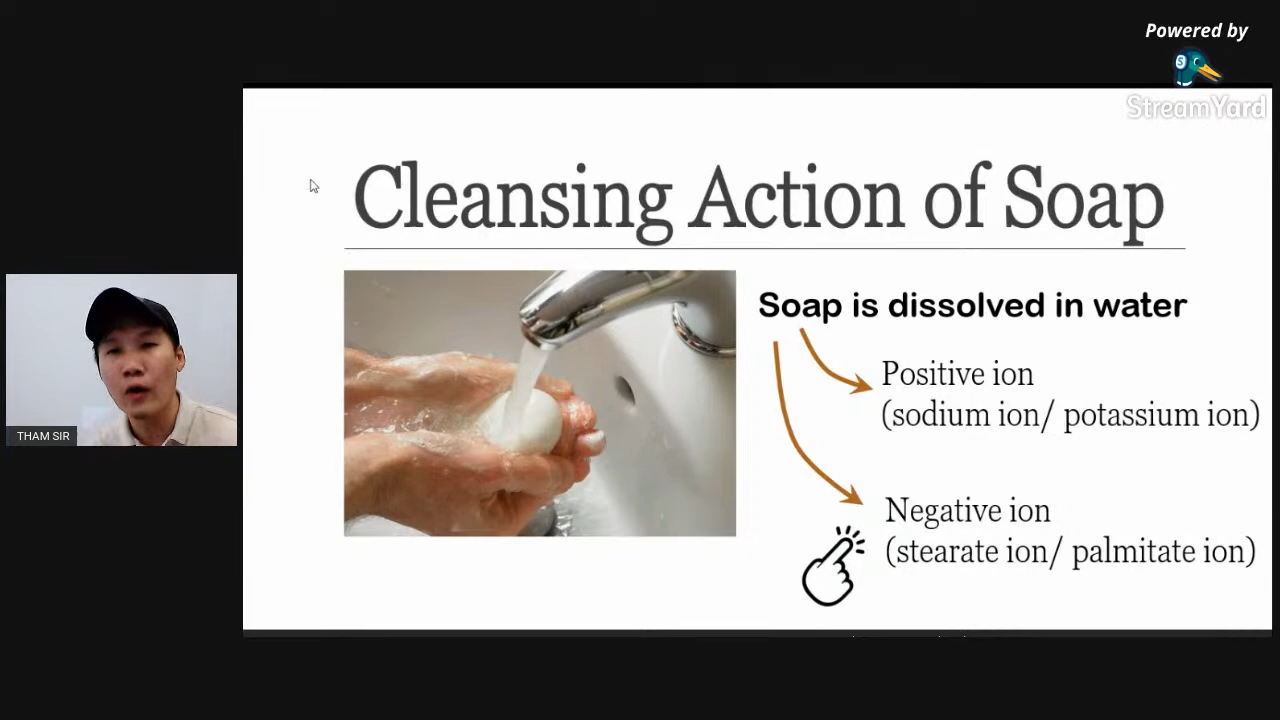 Powered by
StreamYard
Cleansing Action of Soap
Soap is dissolved in water
Positive ion
(sodium ion/ potassium ion)
Negative ion
(stearate ion/ palmitate ion)
THAM SIR